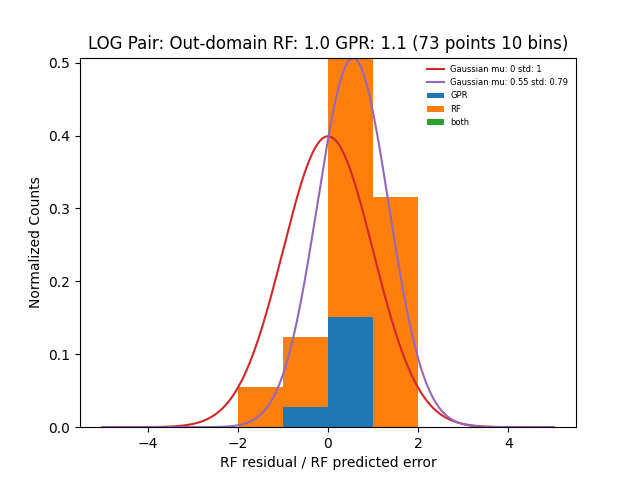 LOG Pair: Out-domain RF: 1.0 GPR: 1.1 (73 points 10 bins)
Gaussian mu: 0 std: 1
Gaussian mu: 0.55 std: 0.79
GPR
RF
both
Normalized Counts
0.5
0.4
0.3
0.2
0.1
0.0
−4
−2
0
2
4
RF residual / RF predicted error